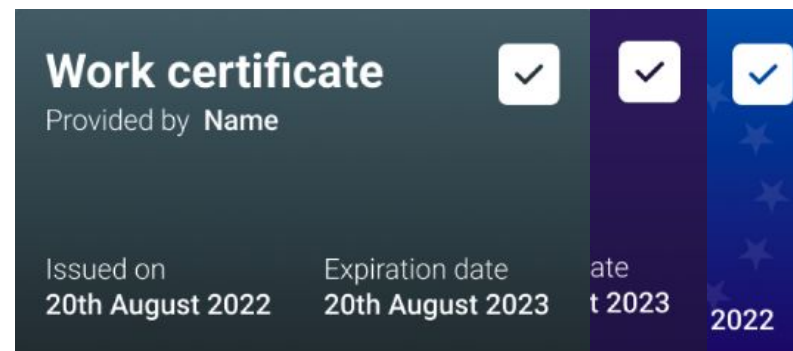 Work certificate
Provided by Name
Issued on
20th August 2022
Expiration date
20th August 2023
ate
t 2023
2022